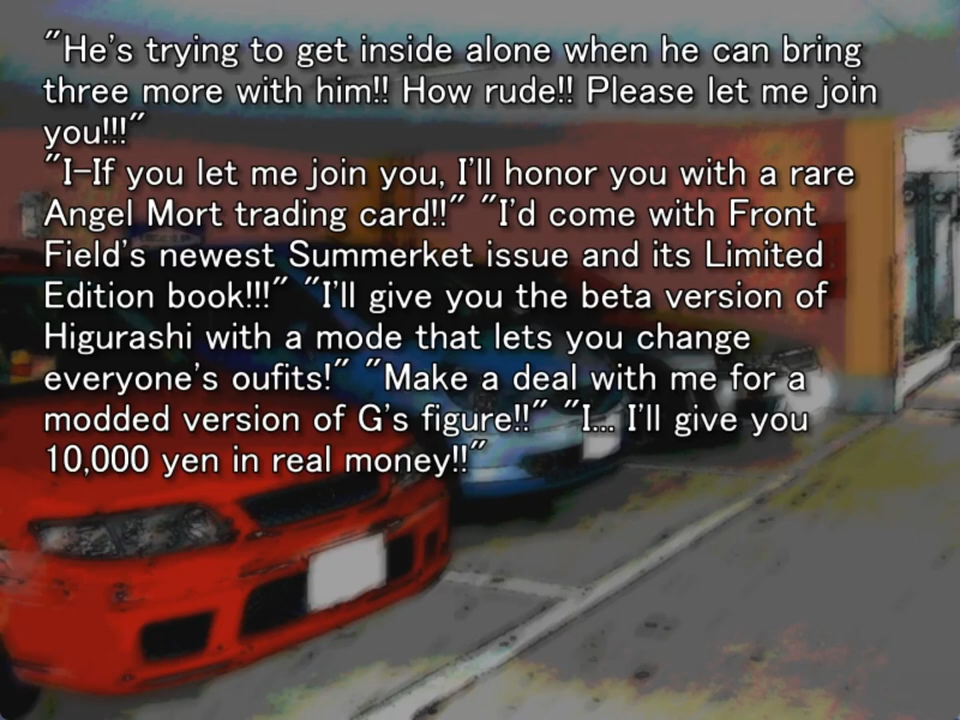 "He's trying to get inside alone when he can bring
three more with him!! How rude!! Please let me join
you!!!"
"I-If you let me join you, I'll honor you with a rare
Angel Mort trading card!!" "I'd come with Front
Field's newest Summerket issue and its Limited
Edition book!!!" "I'll give you the beta version of
Higurashi with a mode that lets you change
everyone's oufits!" "Make a deal with me for a
modded version of G's figure!!" "I... I'll give you
10,000 yen in real money!!"